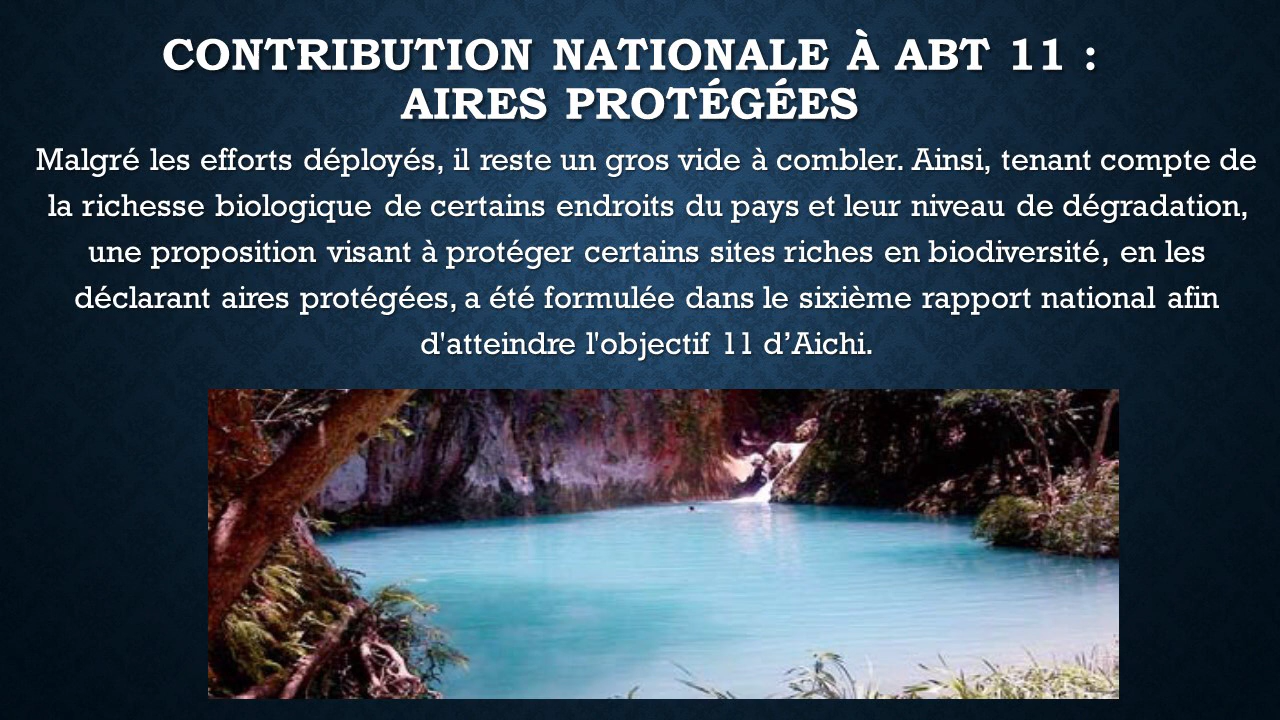 CONTRIBUTION NATIONALE À ABT 11 :
AIRES PROTÉGÉES
Malgré les efforts déployés, il reste un gros vide à combler. Ainsi, tenant compte de
la richesse biologique de certains endroits du pays et leur niveau de dégradation,
une proposition visant à protéger certains sites riches en biodiversité, en les
déclarant aires protégées, a été formulée dans le sixième rapport national afin
d'atteindre l'objectif 11 d’Aichi.